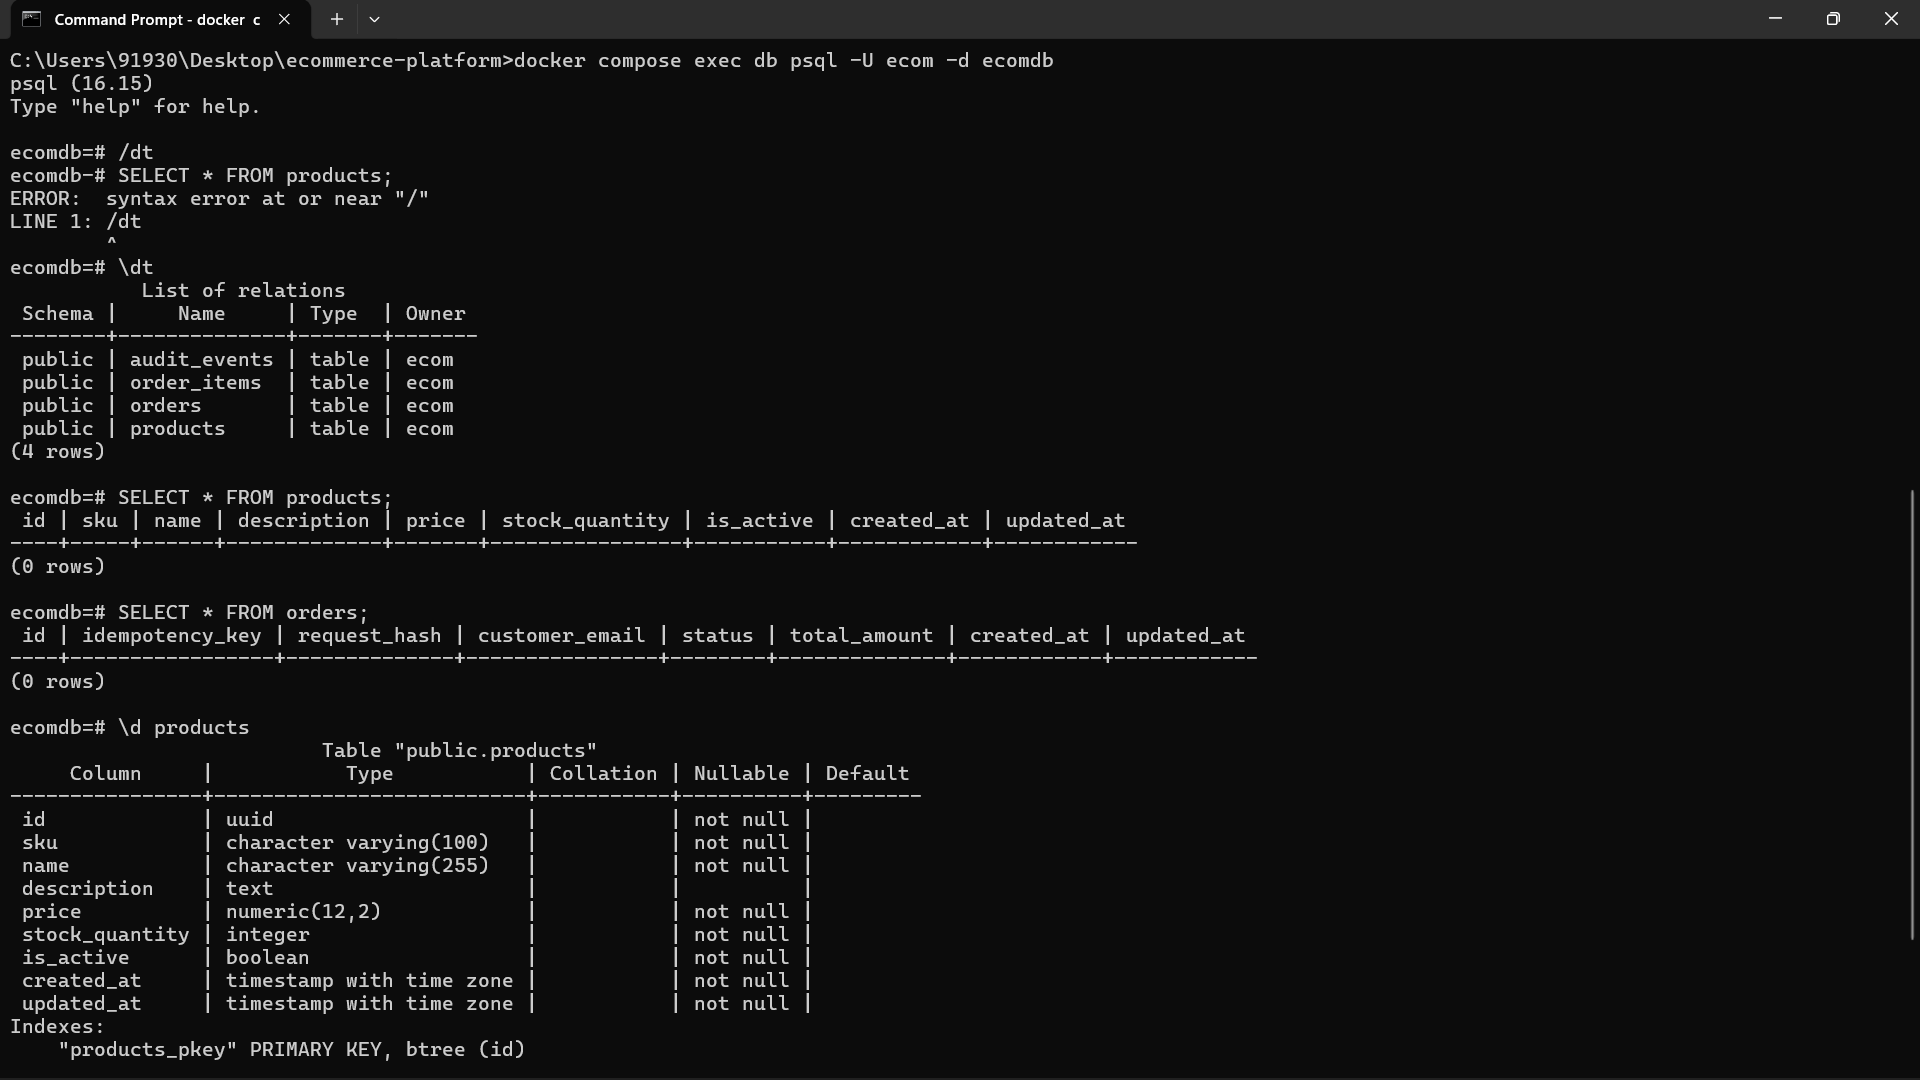 Command Prompt - docker  c
C:\Users\91930\Desktop\ecommerce-platform>docker compose exec db psql -U ecom -d ecomdb
psql (16.15)
Type "help" for help.

ecomdb=# /dt
ecomdb-# SELECT * FROM products;
ERROR:  syntax error at or near "/"
LINE 1: /dt
        ^
ecomdb=# \dt
           List of relations
 Schema |     Name     | Type  | Owner
--------+--------------+-------+-------
 public | audit_events | table | ecom
 public | order_items  | table | ecom
 public | orders       | table | ecom
 public | products     | table | ecom
(4 rows)

ecomdb=# SELECT * FROM products;
 id | sku | name | description | price | stock_quantity | is_active | created_at | updated_at
----+-----+------+-------------+-------+----------------+-----------+------------+------------
(0 rows)

ecomdb=# SELECT * FROM orders;
 id | idempotency_key | request_hash | customer_email | status | total_amount | created_at | updated_at
----+-----------------+--------------+----------------+--------+--------------+------------+------------
(0 rows)

ecomdb=# \d products
                          Table "public.products"
     Column     |           Type           | Collation | Nullable | Default
----------------+--------------------------+-----------+----------+---------
 id             | uuid                     |           | not null |
 sku            | character varying(100)   |           | not null |
 name           | character varying(255)   |           | not null |
 description    | text                     |           |          |
 price          | numeric(12,2)            |           | not null |
 stock_quantity | integer                  |           | not null |
 is_active      | boolean                  |           | not null |
 created_at     | timestamp with time zone |           | not null |
 updated_at     | timestamp with time zone |           | not null |
Indexes:
    "products_pkey" PRIMARY KEY, btree (id)